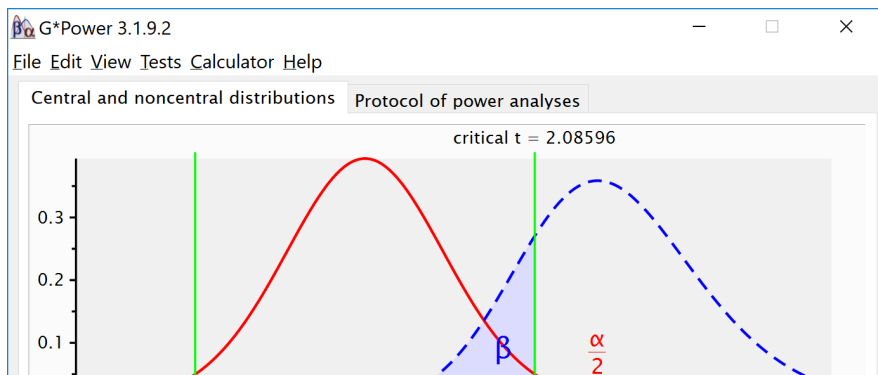 βα G*Power 3.1.9.2
File Edit View Tests Calculator Help
Central and noncentral distributions Protocol of power analyses
critical t = 2.08596
0.3
0.2
0.1
β
α
2